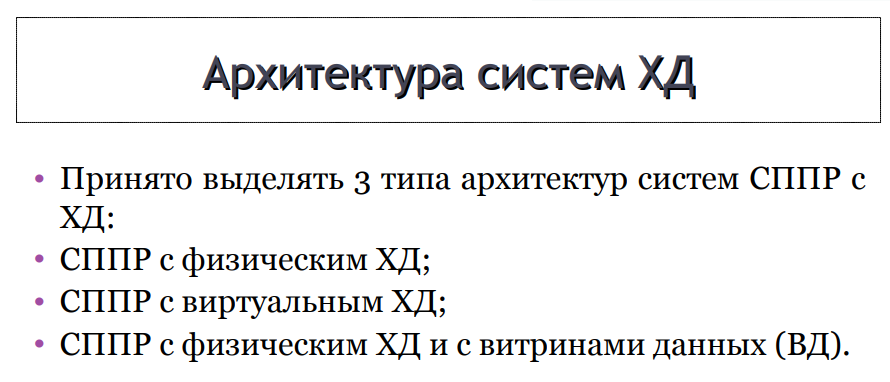 Архитектура систем ХД
• Принято выделять 3 типа архитектур систем СППР с
ХД:
• СППР с физическим ХД;
• СППР с виртуальным ХД;
• СППР с физическим ХД и с витринами данных (ВД).